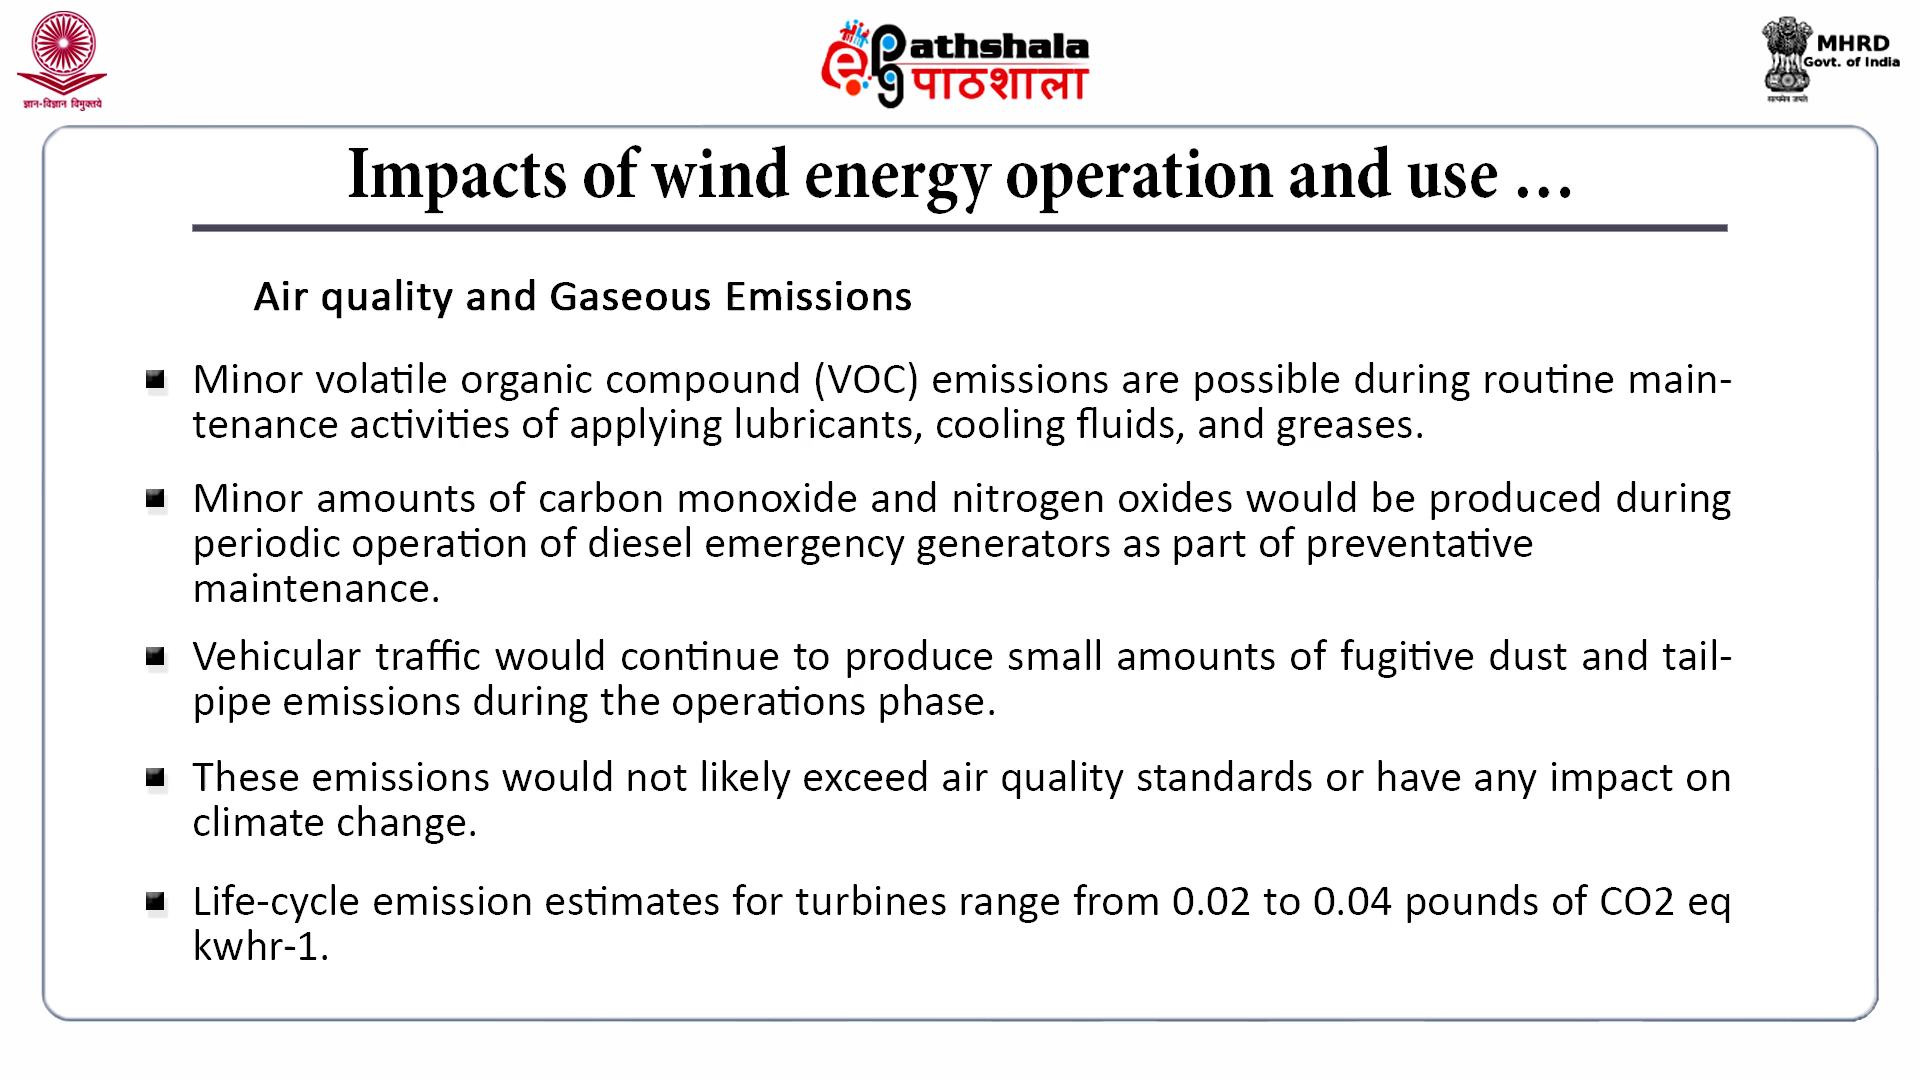 ज्ञान-विज्ञान विमुक्तये
ePG athshala
पाठशाला
MHRD
Govt. of India
सत्यमेव जयते
Impacts of wind energy operation and use ...
Air quality and Gaseous Emissions
Minor volatile organic compound (VOC) emissions are possible during routine main-
tenance activities of applying lubricants, cooling fluids, and greases.
Minor amounts of carbon monoxide and nitrogen oxides would be produced during
periodic operation of diesel emergency generators as part of preventative
maintenance.
Vehicular traffic would continue to produce small amounts of fugitive dust and tail-
pipe emissions during the operations phase.
These emissions would not likely exceed air quality standards or have any impact on
climate change.
Life-cycle emission estimates for turbines range from 0.02 to 0.04 pounds of CO2 eq
kwhr-1.